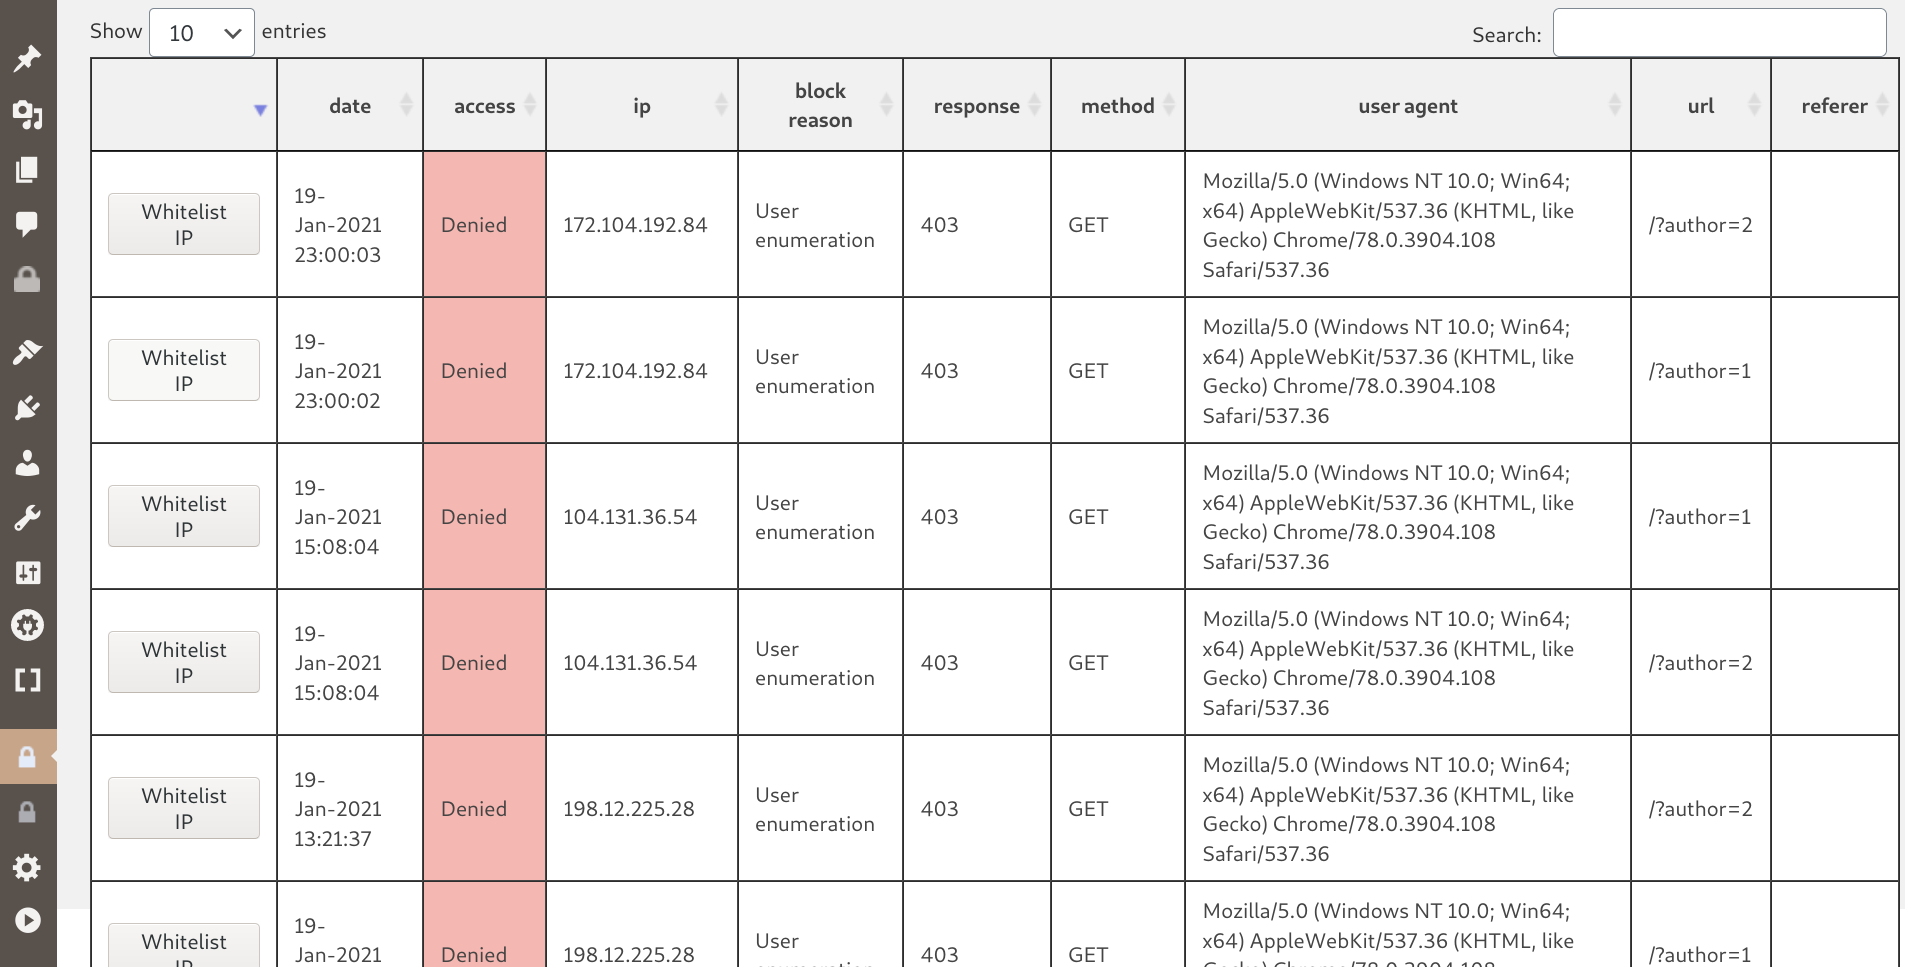 Show 10 entries
Search:
date access ip block reason response method user agent url referer
Whitelist IP 19-Jan-2021 23:00:03 Denied 172.104.192.84 User enumeration 403 GET Mozilla/5.0 (Windows NT 10.0; Win64; x64) AppleWebKit/537.36 (KHTML, like Gecko) Chrome/78.0.3904.108 Safari/537.36 /?author=2
Whitelist IP 19-Jan-2021 23:00:02 Denied 172.104.192.84 User enumeration 403 GET Mozilla/5.0 (Windows NT 10.0; Win64; x64) AppleWebKit/537.36 (KHTML, like Gecko) Chrome/78.0.3904.108 Safari/537.36 /?author=1
Whitelist IP 19-Jan-2021 15:08:04 Denied 104.131.36.54 User enumeration 403 GET Mozilla/5.0 (Windows NT 10.0; Win64; x64) AppleWebKit/537.36 (KHTML, like Gecko) Chrome/78.0.3904.108 Safari/537.36 /?author=1
Whitelist IP 19-Jan-2021 15:08:04 Denied 104.131.36.54 User enumeration 403 GET Mozilla/5.0 (Windows NT 10.0; Win64; x64) AppleWebKit/537.36 (KHTML, like Gecko) Chrome/78.0.3904.108 Safari/537.36 /?author=2
Whitelist IP 19-Jan-2021 13:21:37 Denied 198.12.225.28 User enumeration 403 GET Mozilla/5.0 (Windows NT 10.0; Win64; x64) AppleWebKit/537.36 (KHTML, like Gecko) Chrome/78.0.3904.108 Safari/537.36 /?author=2
Whitelist 19-Jan-2021 Denied 198.12.225.28 User 403 GET Mozilla/5.0 (Windows NT 10.0; Win64; x64) AppleWebKit/537.36 (KHTML, like /?author=1